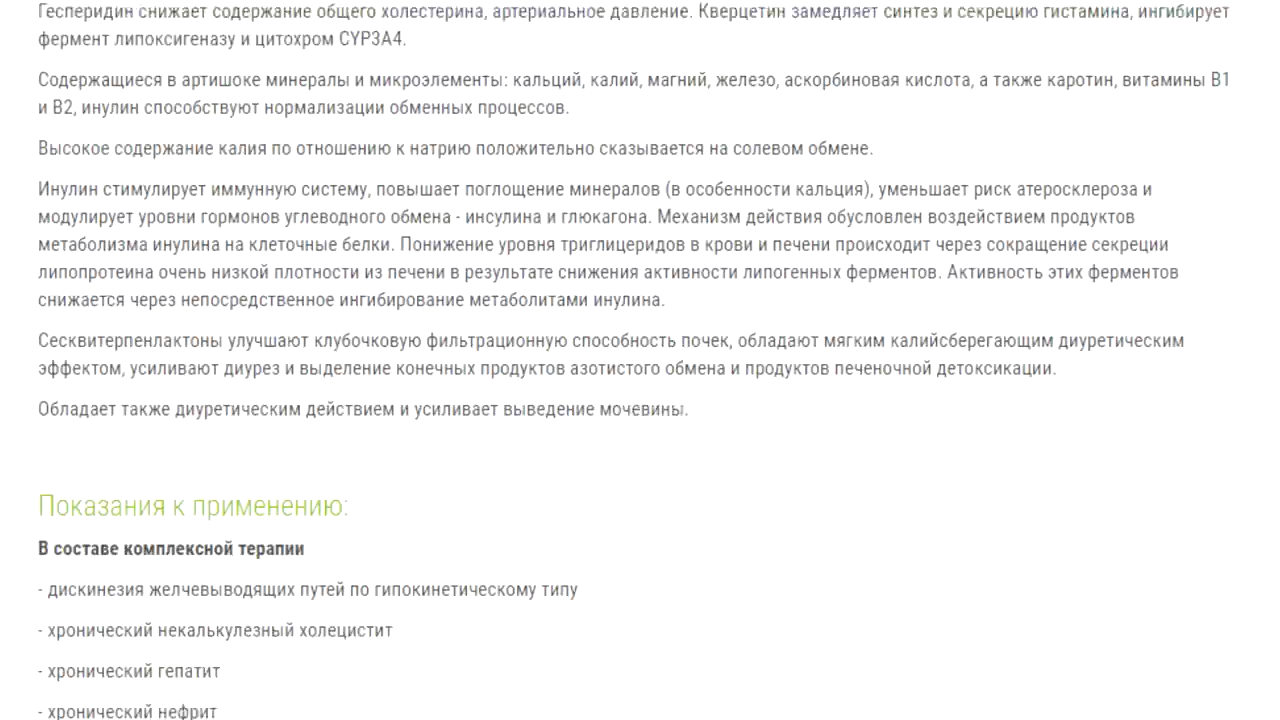 Гесперидин снижает содержание общего холестерина, артериальное давление. Кверцетин замедляет синтез и секрецию гистамина, ингибирует
фермент липоксигеназу и цитохром CYP3A4.
Содержащиеся в артишоке минералы и микроэлементы: кальций, калий, магний, железо, аскорбиновая кислота, а также каротин, витамины В1
и В2, инулин способствуют нормализации обменных процессов.
Высокое содержание калия по отношению к натрию положительно сказывается на солевом обмене.
Инулин стимулирует иммунную систему, повышает поглощение минералов (в особенности кальция), уменьшает риск атеросклероза и
модулирует уровни гормонов углеводного обмена - инсулина и глюкагона. Механизм действия обусловлен воздействием продуктов
метаболизма инулина на клеточные белки. Понижение уровня триглицеридов в крови и печени происходит через сокращение секреции
липопротеина очень низкой плотности из печени в результате снижения активности липогенных ферментов. Активность этих ферментов
снижается через непосредственное ингибирование метаболитами инулина.
Сесквитерпенлактоны улучшают клубочковую фильтрационную способность почек, обладают мягким калийсберегающим диуретическим
эффектом, усиливают диурез и выделение конечных продуктов азотистого обмена и продуктов печеночной детоксикации.
Обладает также диуретическим действием и усиливает выведение мочевины.
Показания к применению:
В составе комплексной терапии
- дискинезия желчевыводящих путей по гипокинетическому типу
- хронический некалькулезный холецистит
- хронический гепатит
- хронический нефрит